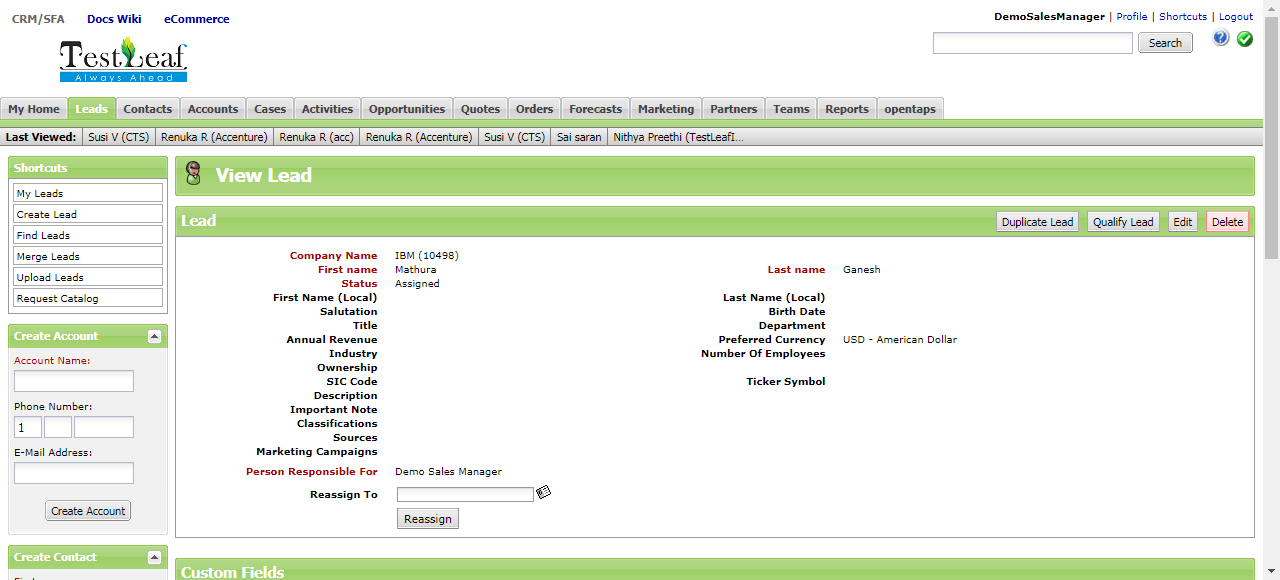 CRM/SFA Docs Wiki eCommerce
DemoSalesManager | Profile | Shortcuts | Logout
TestLeaf
Always Ahead
Search
My Home Leads Contacts Accounts Cases Activities Opportunities Quotes Orders Forecasts Marketing Partners Teams Reports opentaps
Last Viewed: Susi V (CTS) Renuka R (Accenture) Renuka R (acc) Renuka R (Accenture) Susi V (CTS) Sai saran Nithya Preethi (TestLeafI...
Shortcuts
My Leads
Create Lead
Find Leads
Merge Leads
Upload Leads
Request Catalog
Create Account
Account Name:
Phone Number:
1
E-Mail Address:
Create Account
Create Contact
View Lead
Lead
Duplicate Lead Qualify Lead Edit Delete
Company Name IBM (10498)
First name Mathura Last name Ganesh
Status Assigned
First Name (Local) Last Name (Local)
Salutation Birth Date
Title Department
Annual Revenue Preferred Currency USD - American Dollar
Industry Number Of Employees
Ownership
SIC Code Ticker Symbol
Description
Important Note
Classifications
Sources
Marketing Campaigns
Person Responsible For Demo Sales Manager
Reassign To
Reassign
Custom Fields